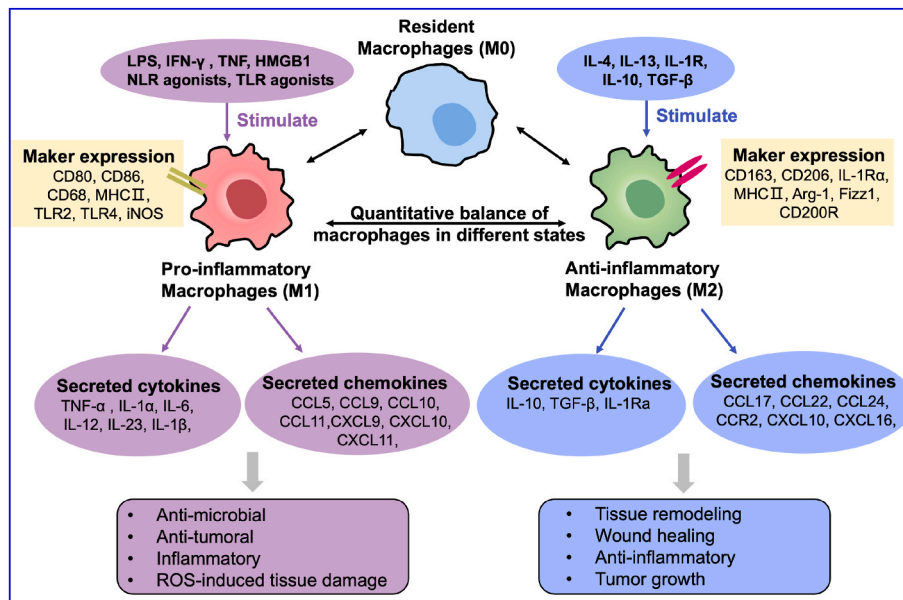 Resident
Macrophages (M0)
LPS, IFN-γ , TNF, HMGB1
NLR agonists, TLR agonists
IL-4, IL-13, IL-1R,
IL-10, TGF-β
Stimulate
Stimulate
Maker expression
CD80, CD86,
CD68, MHCⅡ,
TLR2, TLR4, iNOS
Maker expression
CD163, CD206, IL-1Rα,
MHCⅡ, Arg-1, Fizz1,
CD200R
Quantitative balance of
macrophages in different states
Pro-inflammatory
Macrophages (M1)
Anti-inflammatory
Macrophages (M2)
Secreted cytokines
TNF-α , IL-1α, IL-6,
IL-12, IL-23, IL-1β,
Secreted chemokines
CCL5, CCL9, CCL10,
CCL11,CXCL9, CXCL10,
CXCL11,
Secreted cytokines
IL-10, TGF-β, IL-1Ra
Secreted chemokines
CCL17, CCL22, CCL24,
CCR2, CXCL10, CXCL16,
• Anti-microbial
• Anti-tumoral
• Inflammatory
• ROS-induced tissue damage
• Tissue remodeling
• Wound healing
• Anti-inflammatory
• Tumor growth